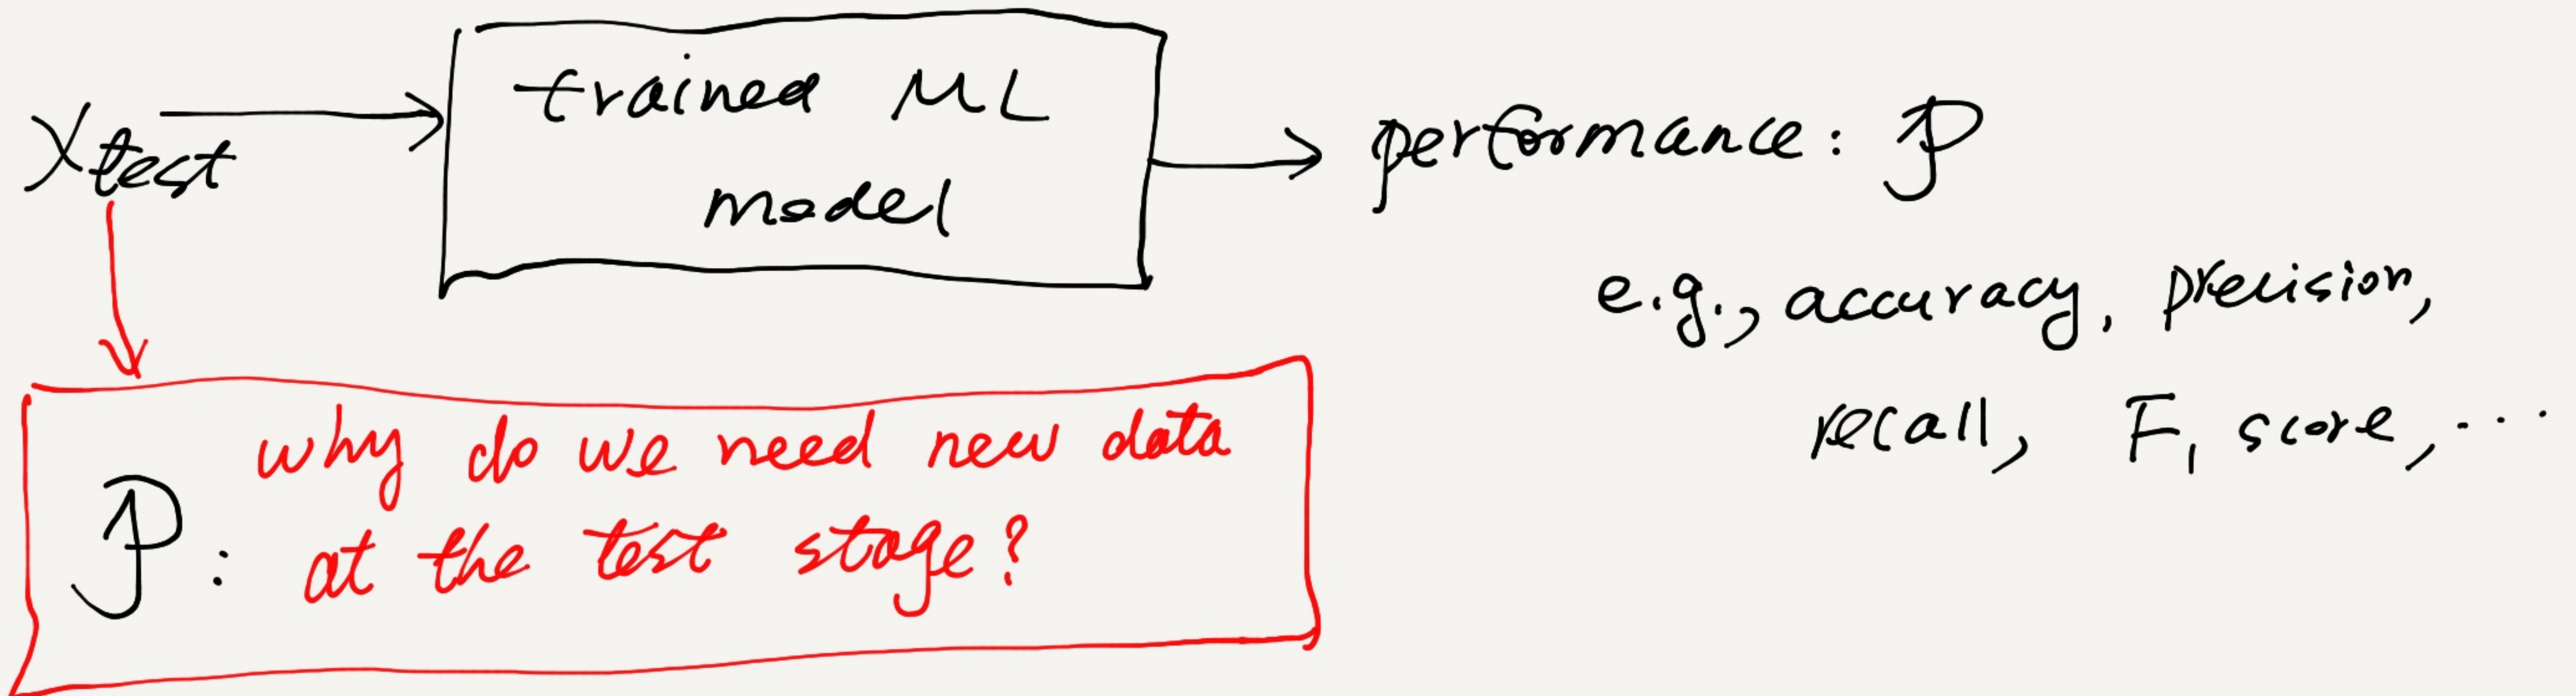 trained ML
X_test
performance: P
model
e.g., accuracy, precision,
recall, F₁ score, ...
why do we need new data
P: at the test stage?